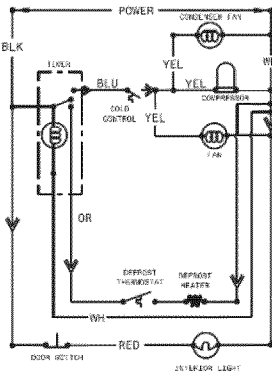 POWER
CONDENSER FAN
BLK
YEL
WH
TIMER
BLU
YEL
COLD
CONTROL
COMPRESSOR
YEL
FAN
OR
DEFROST
THERMOSTAT
DEFROST
HEATER
WH
RED
DOOR SWITCH
INTERIOR LIGHT